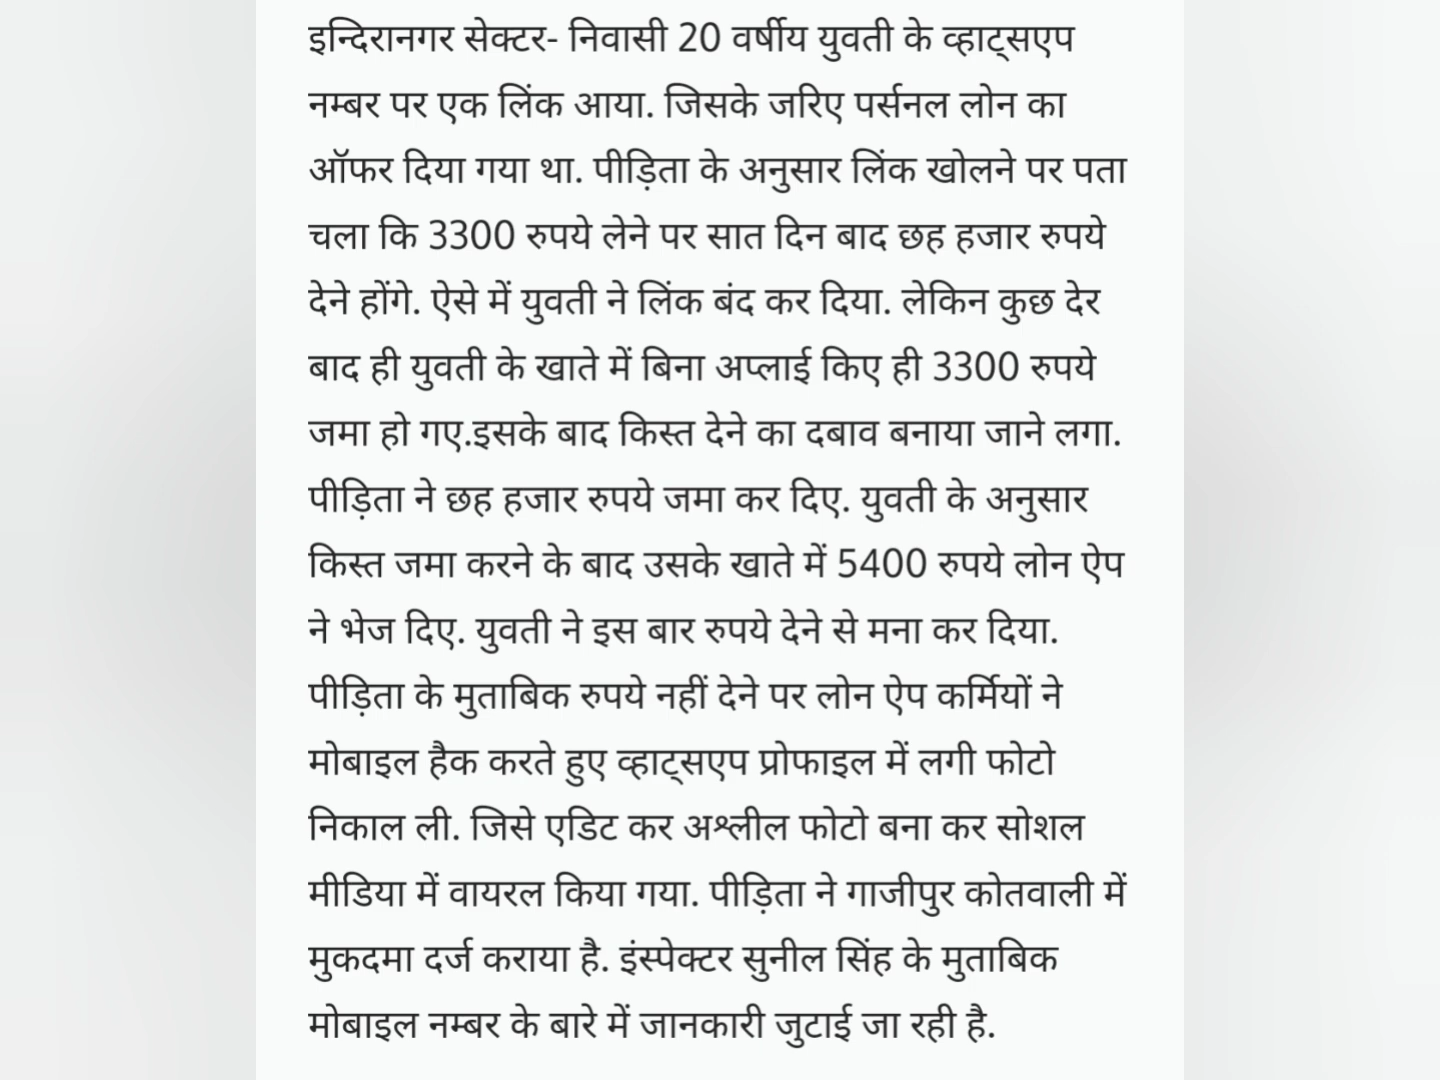 इन्दिरानगर सेक्टर- निवासी 20 वर्षीय युवती के व्हाट्सएप
नम्बर पर एक लिंक आया. जिसके जरिए पर्सनल लोन का
ऑफर दिया गया था. पीड़िता के अनुसार लिंक खोलने पर पता
चला कि 3300 रुपये लेने पर सात दिन बाद छह हजार रुपये
देने होंगे. ऐसे में युवती ने लिंक बंद कर दिया. लेकिन कुछ देर
बाद ही युवती के खाते में बिना अप्लाई किए ही 3300 रुपये
जमा हो गए.इसके बाद किस्त देने का दबाव बनाया जाने लगा.
पीड़िता ने छह हजार रुपये जमा कर दिए. युवती के अनुसार
किस्त जमा करने के बाद उसके खाते में 5400 रुपये लोन ऐप
ने भेज दिए. युवती ने इस बार रुपये देने से मना कर दिया.
पीड़िता के मुताबिक रुपये नहीं देने पर लोन ऐप कर्मियों ने
मोबाइल हैक करते हुए व्हाट्सएप प्रोफाइल में लगी फोटो
निकाल ली. जिसे एडिट कर अश्लील फोटो बना कर सोशल
मीडिया में वायरल किया गया. पीड़िता ने गाजीपुर कोतवाली में
मुकदमा दर्ज कराया है. इंस्पेक्टर सुनील सिंह के मुताबिक
मोबाइल नम्बर के बारे में जानकारी जुटाई जा रही है.